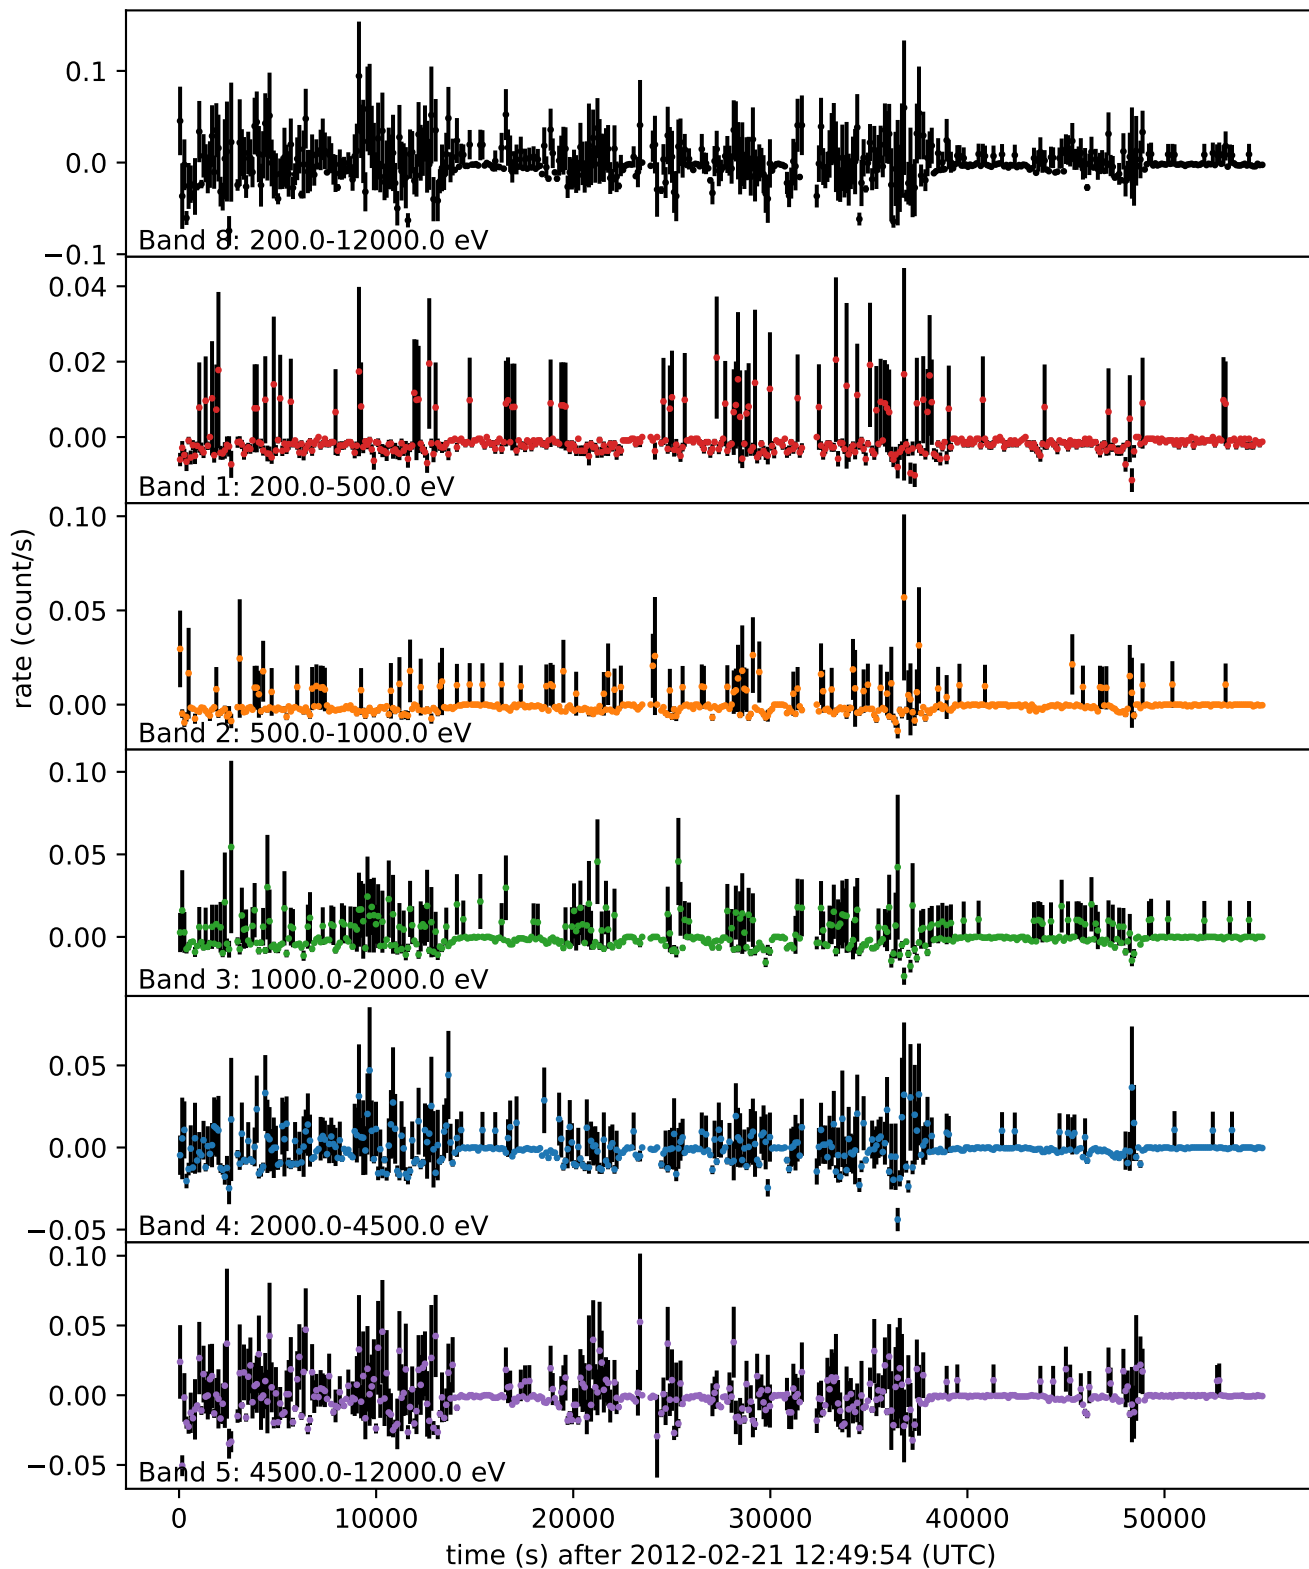 0.1
0.0
−0.1
Band 8: 200.0-12000.0 eV
0.04
0.02
0.00
Band 1: 200.0-500.0 eV
0.10
0.05
0.00
Band 2: 500.0-1000.0 eV
rate (count/s)
0.10
0.05
0.00
Band 3: 1000.0-2000.0 eV
0.05
0.00
−0.05
Band 4: 2000.0-4500.0 eV
0.10
0.05
0.00
−0.05
Band 5: 4500.0-12000.0 eV
0 10000 20000 30000 40000 50000
time (s) after 2012-02-21 12:49:54 (UTC)